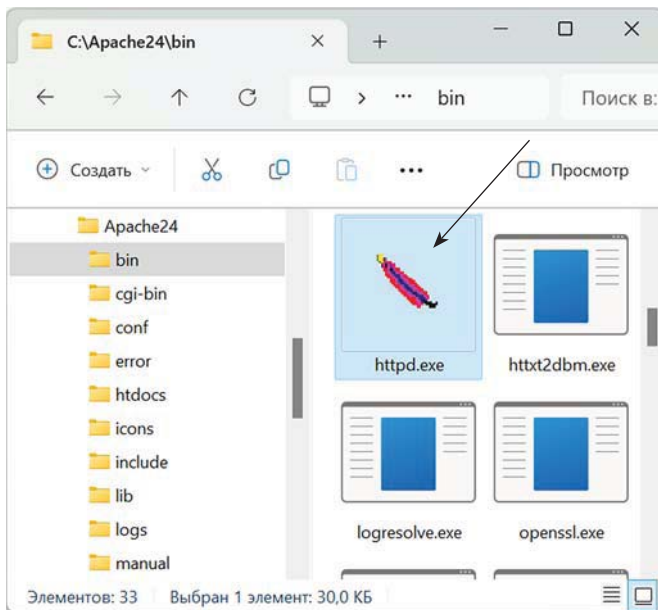 C:\Apache24\bin
bin
Поиск в:
Создать
Просмотр
Apache24
bin
cgi-bin
conf
error
htdocs
icons
include
lib
logs
manual
httpd.exe
httxt2dbm.exe
logresolve.exe
openssl.exe
Элементов: 33 Выбран 1 элемент: 30,0 КБ